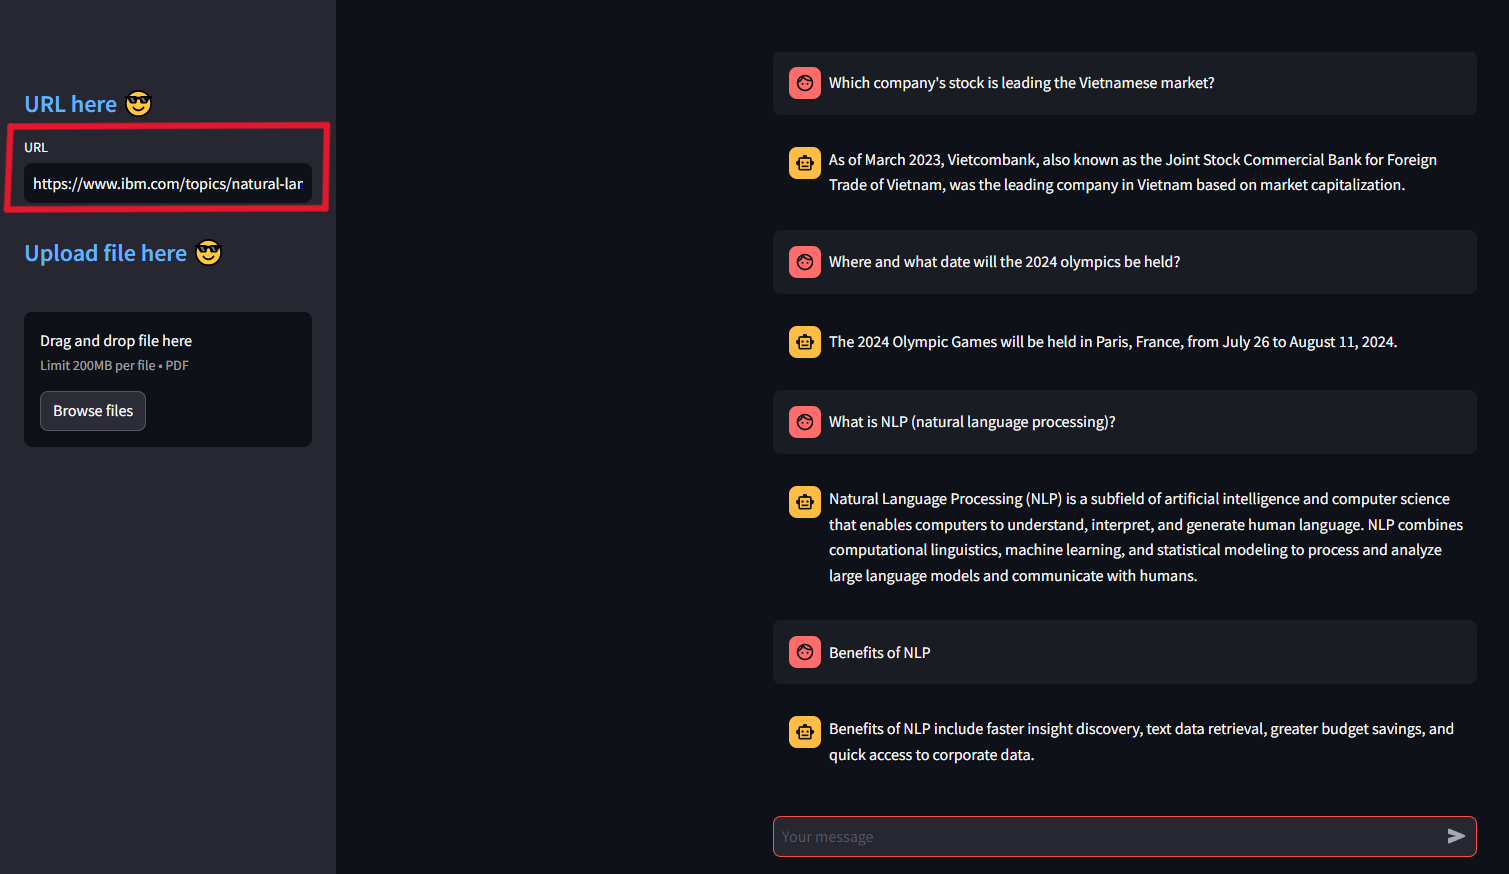 URL here 😎
URL
https://www.ibm.com/topics/natural-lan
Upload file here 😎
Drag and drop file here
Limit 200MB per file • PDF
Browse files
Which company's stock is leading the Vietnamese market?
As of March 2023, Vietcombank, also known as the Joint Stock Commercial Bank for Foreign
Trade of Vietnam, was the leading company in Vietnam based on market capitalization.
Where and what date will the 2024 olympics be held?
The 2024 Olympic Games will be held in Paris, France, from July 26 to August 11, 2024.
What is NLP (natural language processing)?
Natural Language Processing (NLP) is a subfield of artificial intelligence and computer science
that enables computers to understand, interpret, and generate human language. NLP combines
computational linguistics, machine learning, and statistical modeling to process and analyze
large language models and communicate with humans.
Benefits of NLP
Benefits of NLP include faster insight discovery, text data retrieval, greater budget savings, and
quick access to corporate data.
Your message